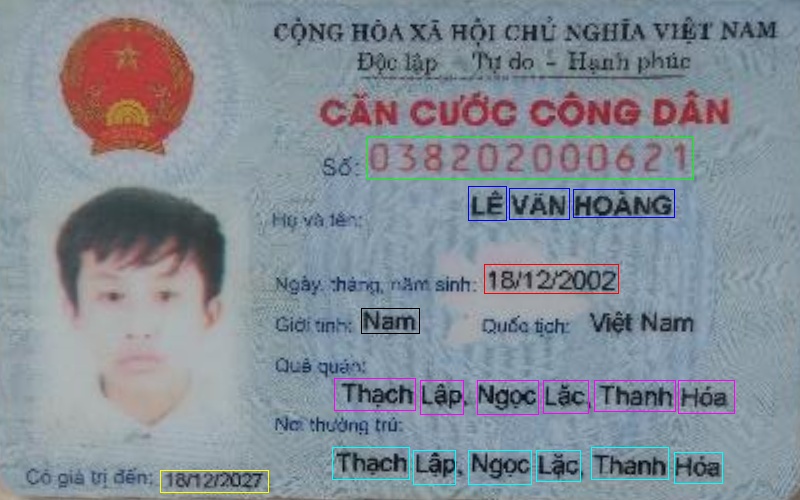 CỘNG HÒA XÃ HỘI CHỦ NGHĨA VIỆT NAM
Độc lập Tự do - Hạnh phúc
CĂN CƯỚC CÔNG DÂN
Số: 038202000621
Họ và tên: LÊ VĂN HOÀNG
Ngày, tháng, năm sinh: 18/12/2002
Giới tính: Nam Quốc tịch: Việt Nam
Quê quán:
Thạch Lập, Ngọc Lặc, Thanh Hóa
Nơi thường trú:
Thạch Lập, Ngọc Lặc, Thanh Hóa
Có giá trị đến: 18/12/2027